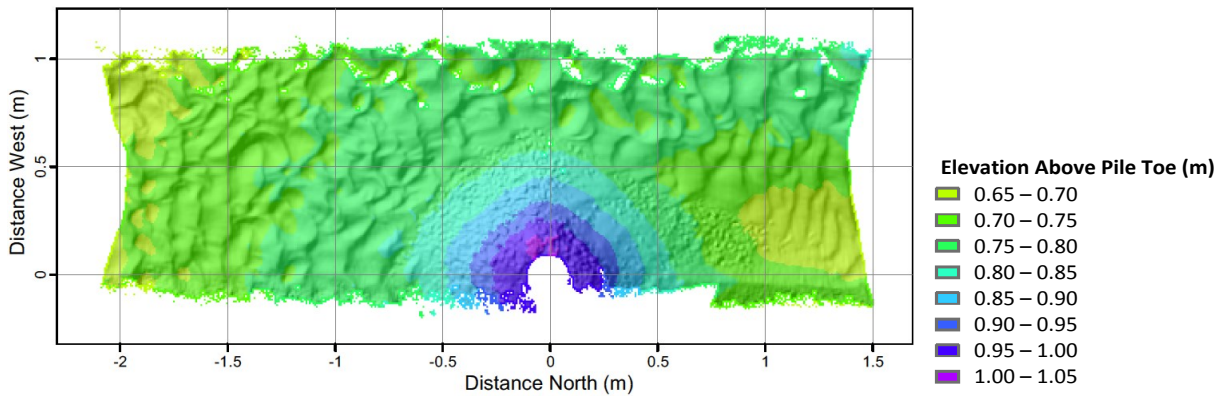 Distance West (m)
1
0.5
0
-2
-1.5
-1
-0.5
0
0.5
1
1.5
Distance North (m)
Elevation Above Pile Toe (m)
0.65 – 0.70
0.70 – 0.75
0.75 – 0.80
0.80 – 0.85
0.85 – 0.90
0.90 – 0.95
0.95 – 1.00
1.00 – 1.05